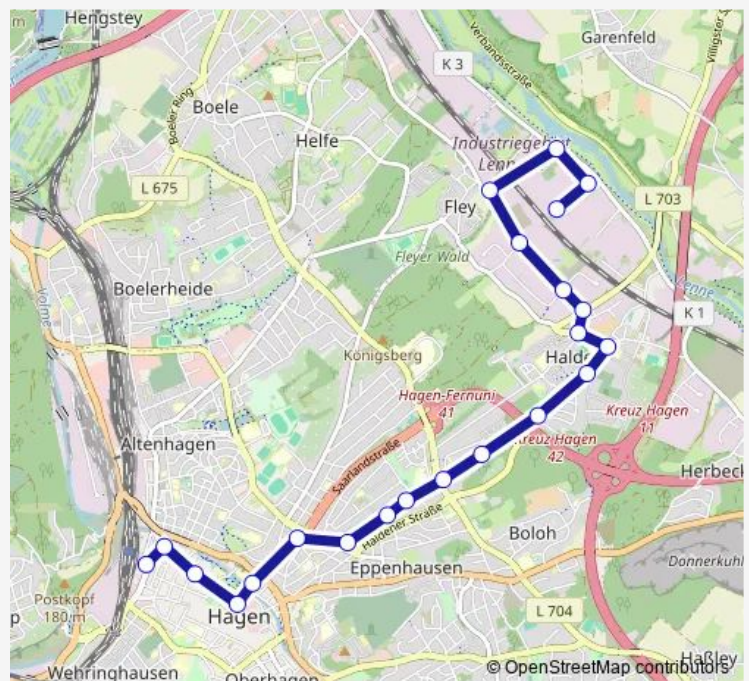 Hengstey
m
Garenfeld
K 3
Verbandsstraße
Boeler Ring
Boele
Helfe
Industriegebiet
L 675
Fley
L 703
Fleyer Wald
Lenne
Boelerheide
K 1
Volme
Königsberg
Hagen-Fernuni
41
Kreuz Hagen
11
Altenhagen
Saarlandstraße
Kreuz Hagen
42
Haldener Straße
Boloh
Donnerkuhl
Eppenhausen
Postkopf
180 m
p
Hagen
L 704
Haßley
Wehringhausen
Oberhagen
© OpenStreetMap contributors